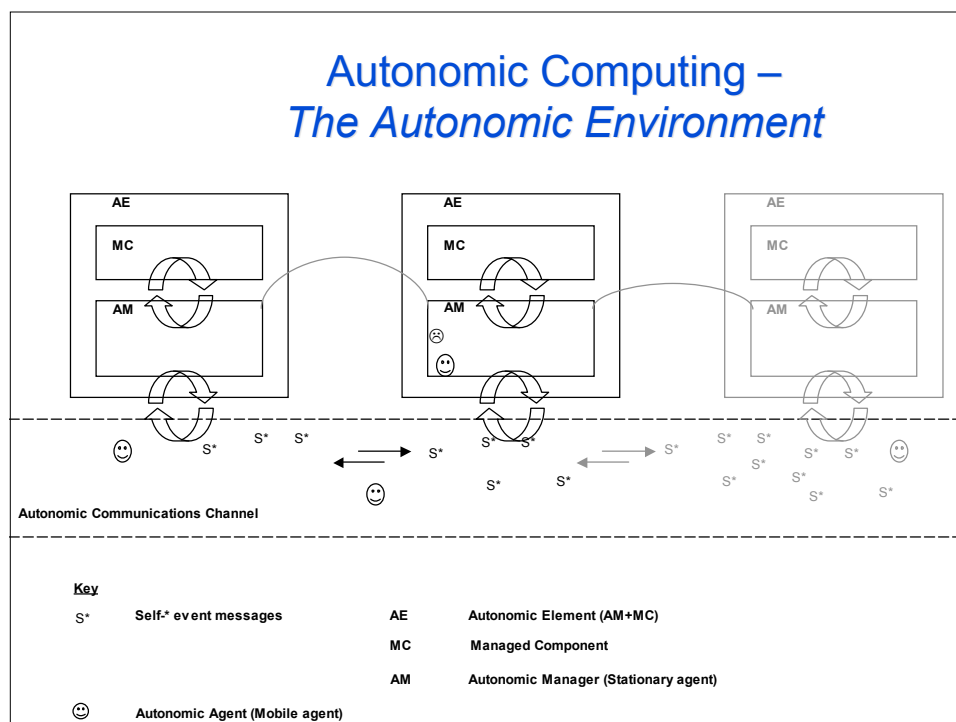 Autonomic Computing –
The Autonomic Environment
AE AE AE
MC MC MC
AM AM AM
S* S* S* S* S* S* S* S* S* S* S* S*
S* S* S* S* S* S* S*
Autonomic Communications Channel
Key
S* Self-* event messages AE Autonomic Element (AM+MC)
MC Managed Component
AM Autonomic Manager (Stationary agent)
Autonomic Agent (Mobile agent)